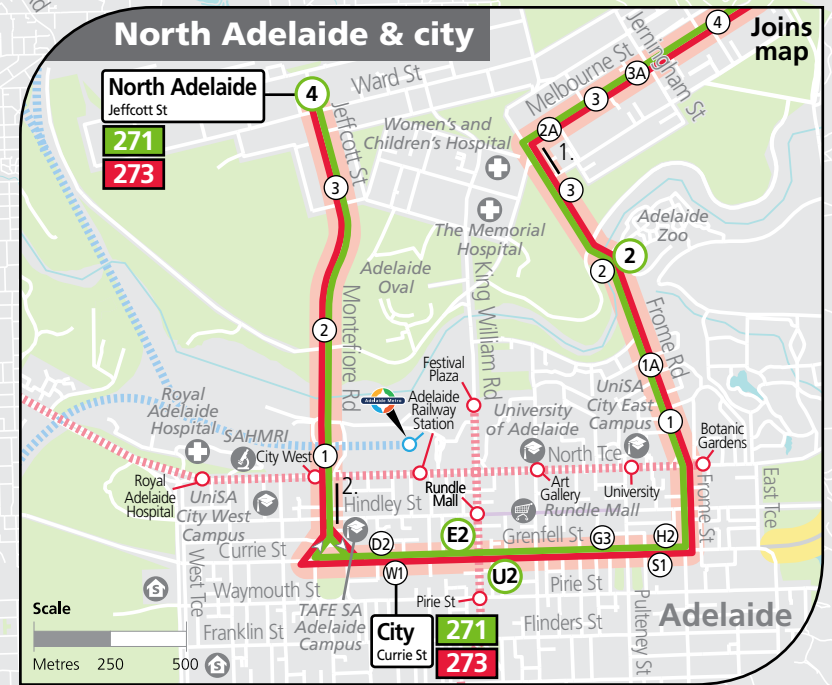 North Adelaide & city
Joins
map
4
North Adelaide
Jeffcott St
271
273
4
Ward St
Jeffcott St
Melbourne St
Jerningham St
3A
3
2A
1.
3
3
Women's and
Children's Hospital
The Memorial
Hospital
Adelaide
Zoo
2
2
Adelaide
Oval
King William Rd
Montefiore Rd
Frome Rd
2
1A
1
Festival
Plaza
Adelaide Metro
Adelaide
Railway
Station
Royal
Adelaide
Hospital
SAHMRI
City West
1
University
of Adelaide
UniSA
City East
Campus
North Tce
Botanic
Gardens
Royal
Adelaide
Hospital
UniSA
City West
Campus
2.
Hindley St
Rundle
Mall
Art
Gallery
University
Rundle Mall
Frome St
East Tce
Currie St
D2
E2
Grenfell St
G3
H2
West Tce
W1
U2
S1
Waymouth St
Pirie St
Pirie St
Pulteney St
S
TAFE SA
Adelaide
Campus
City
Currie St
271
273
Flinders St
Adelaide
Franklin St
S
Scale
Metres 250 500